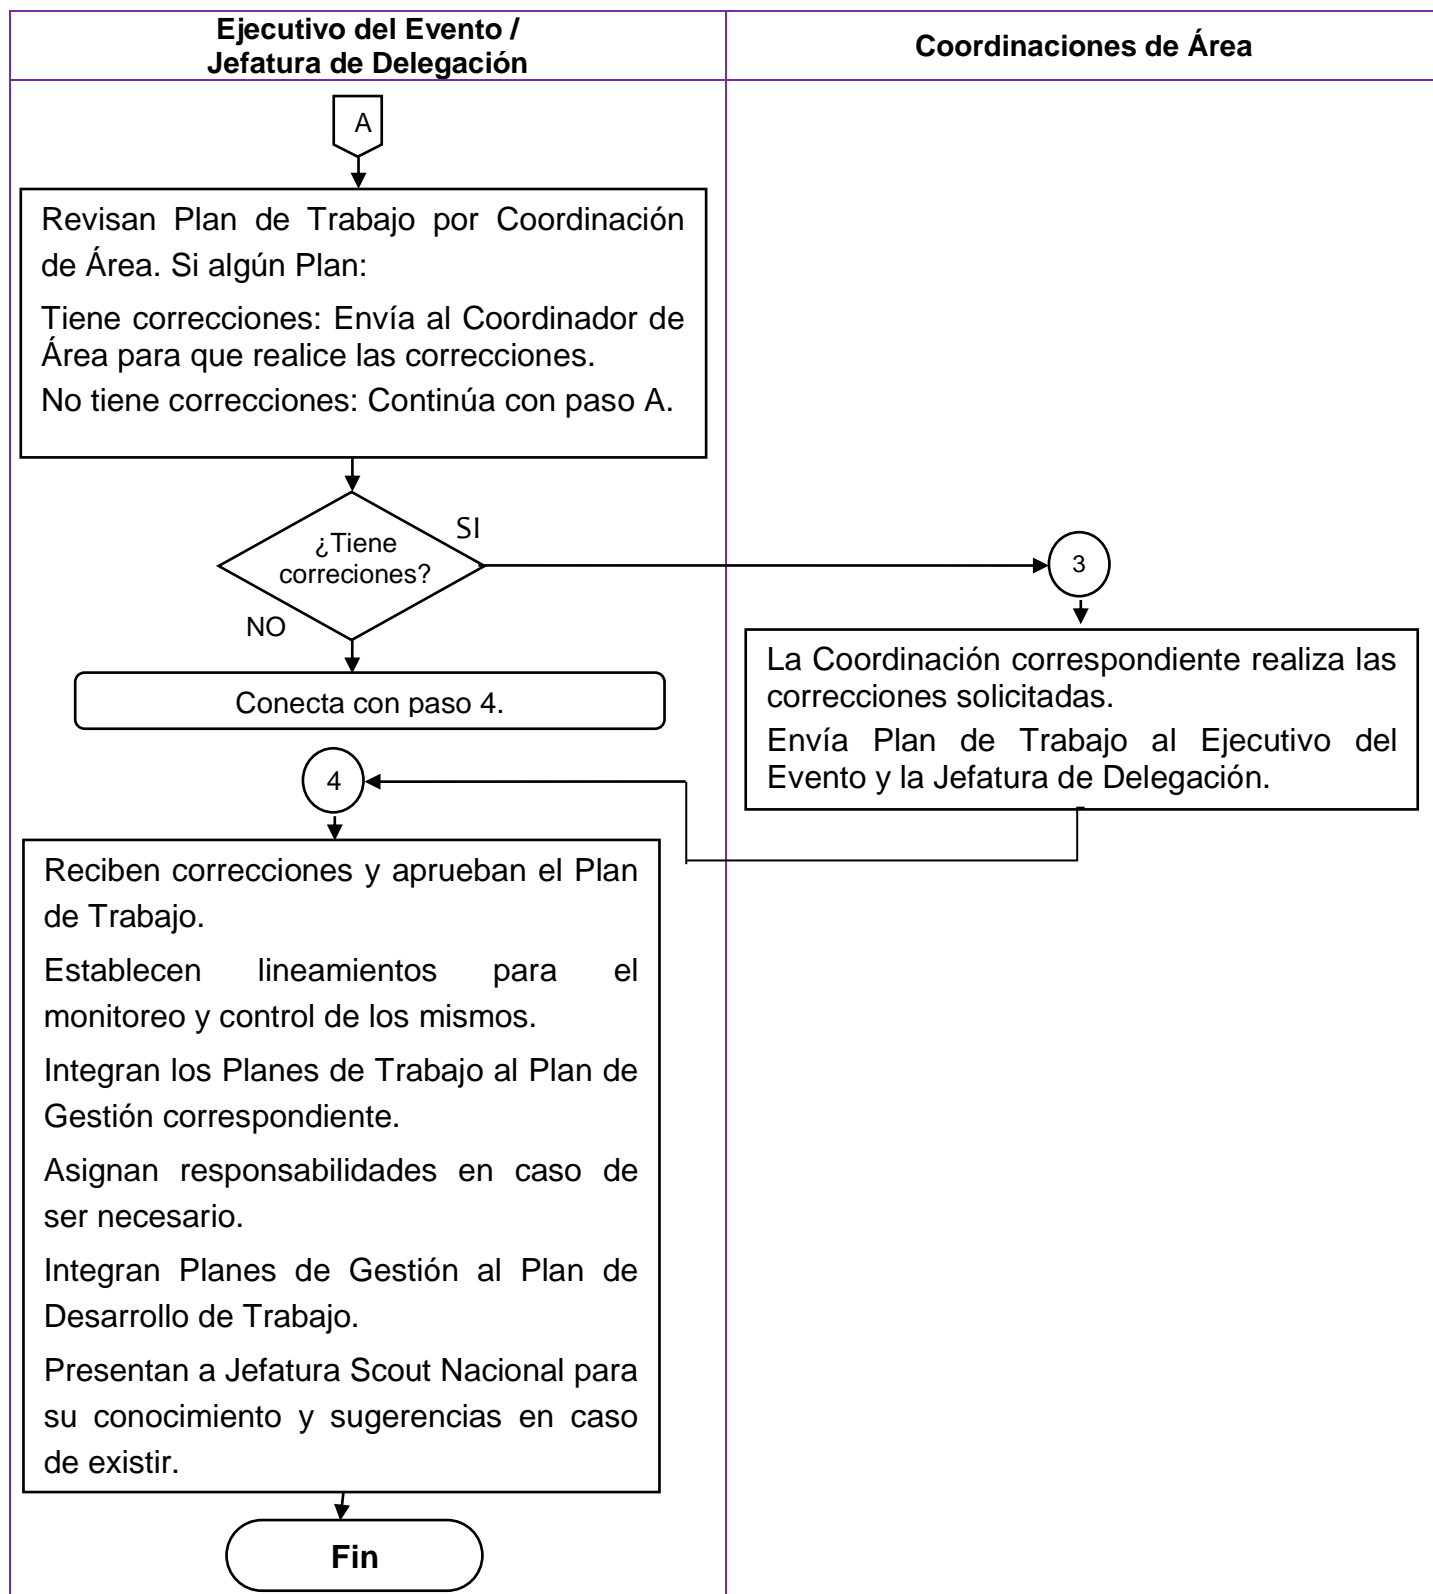 Ejecutivo del Evento /
Jefatura de Delegación
Coordinaciones de Área
A
Revisan Plan de Trabajo por Coordinación
de Área. Si algún Plan:
Tiene correcciones: Envía al Coordinador de
Área para que realice las correcciones.
No tiene correcciones: Continúa con paso A.
¿Tiene
correciones?
SI
NO
3
Conecta con paso 4.
La Coordinación correspondiente realiza las
correcciones solicitadas.
Envía Plan de Trabajo al Ejecutivo del
Evento y la Jefatura de Delegación.
4
Reciben correcciones y aprueban el Plan
de Trabajo.
Establecen lineamientos para el
monitoreo y control de los mismos.
Integran los Planes de Trabajo al Plan de
Gestión correspondiente.
Asignan responsabilidades en caso de
ser necesario.
Integran Planes de Gestión al Plan de
Desarrollo de Trabajo.
Presentan a Jefatura Scout Nacional para
su conocimiento y sugerencias en caso
de existir.
Fin